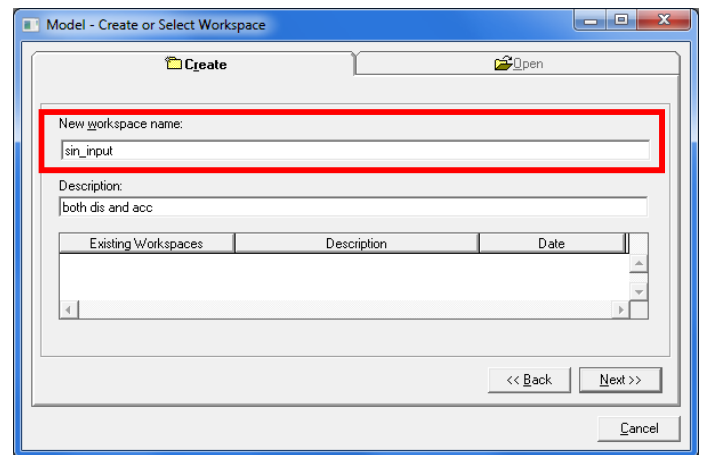 Model - Create or Select Workspace
Create Open
New workspace name:
sin_input
Description:
both dis and acc
Existing Workspaces Description Date
<< Back Next >>
Cancel